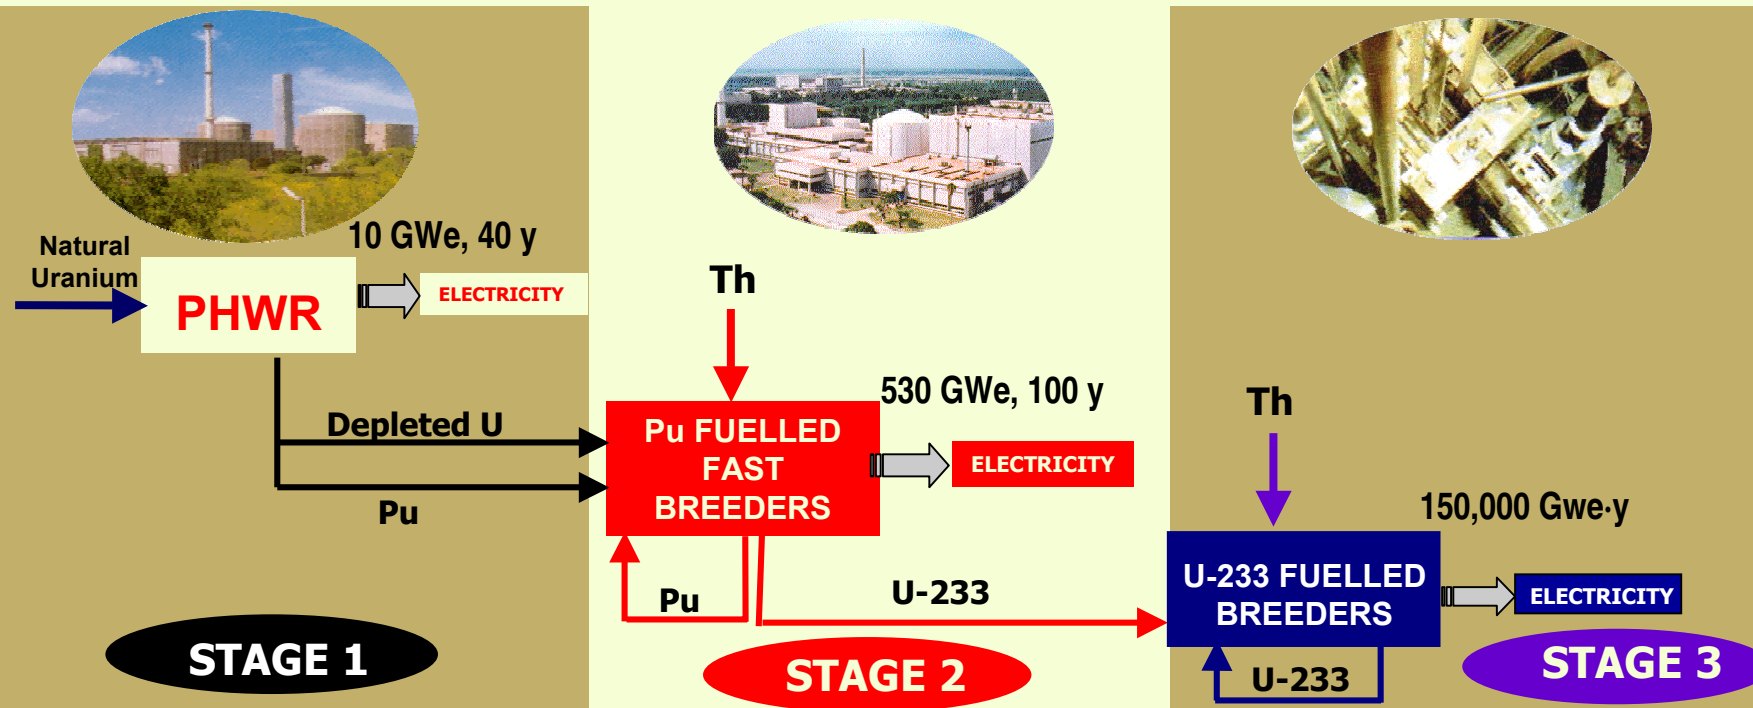 Natural
Uranium
10 GWe, 40 y
PHWR
ELECTRICITY
Depleted U
Pu
STAGE 1
Th
530 GWe, 100 y
Pu FUELLED
FAST
BREEDERS
ELECTRICITY
Pu
U-233
STAGE 2
Th
150,000 Gwe·y
U-233 FUELLED
BREEDERS
ELECTRICITY
U-233
STAGE 3